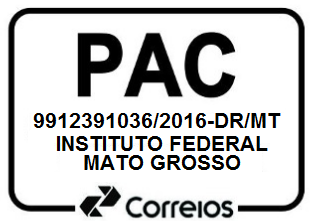 PAC
9912391036/2016-DR/MT
INSTITUTO FEDERAL
MATO GROSSO
Correios